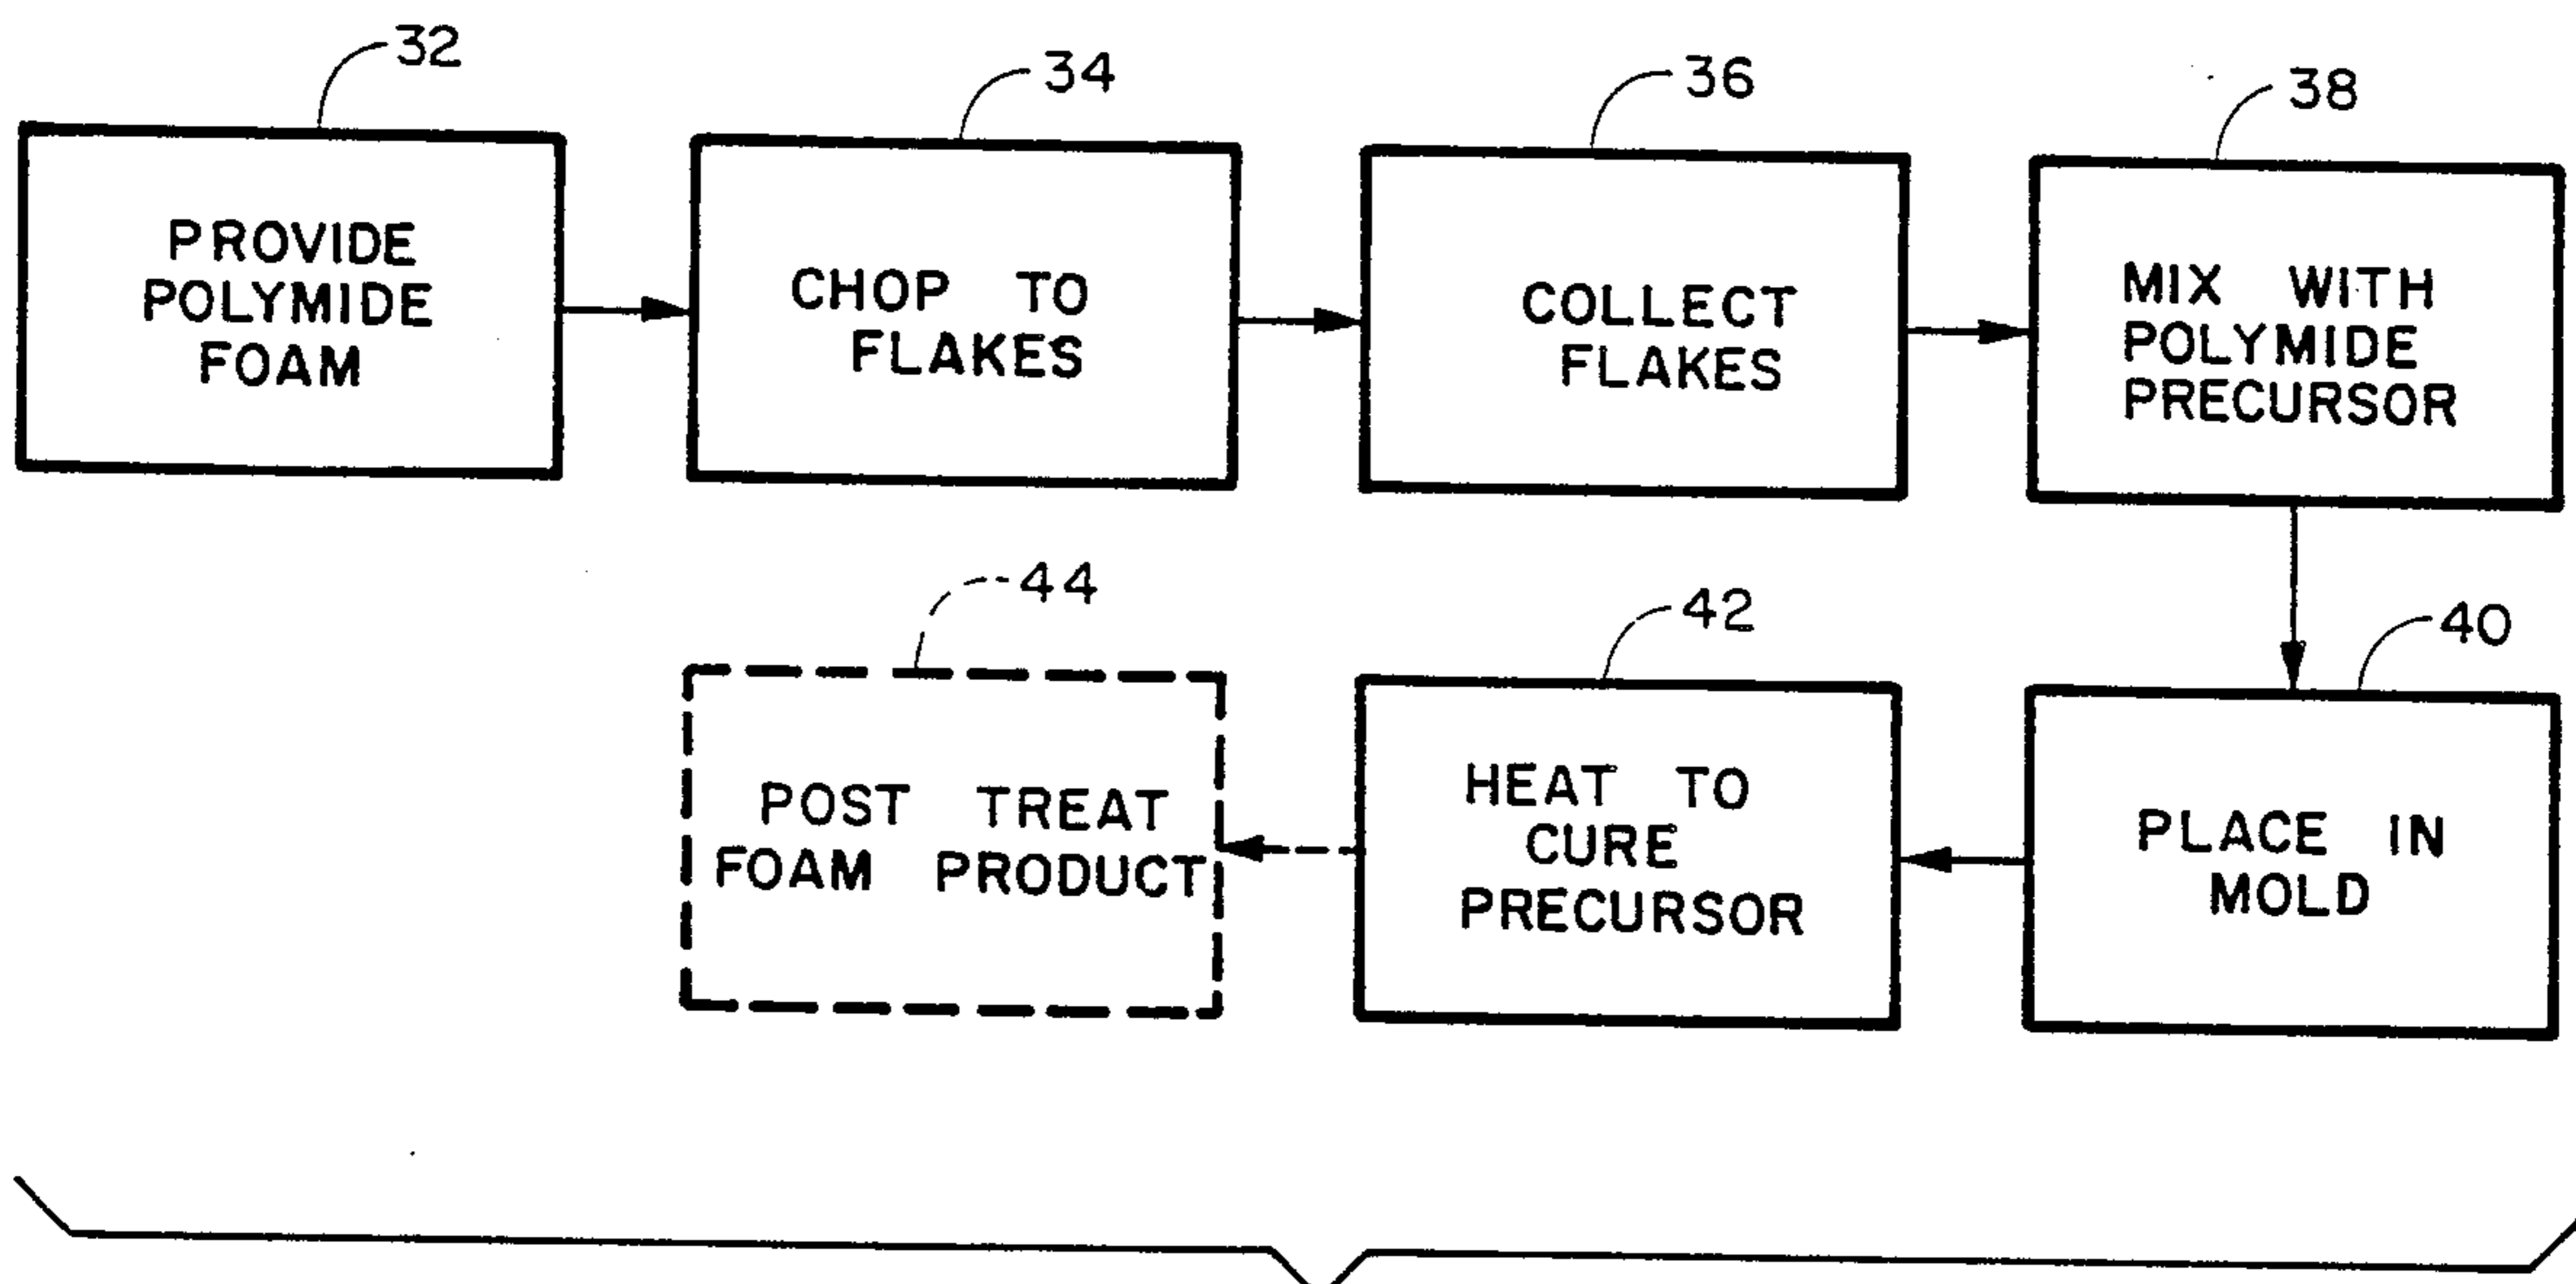 32
PROVIDE
POLYMIDE
FOAM
34
CHOP TO
FLAKES
36
COLLECT
FLAKES
38
MIX WITH
POLYMIDE
PRECURSOR
40
PLACE IN
MOLD
42
HEAT TO
CURE
PRECURSOR
44
POST TREAT
FOAM PRODUCT